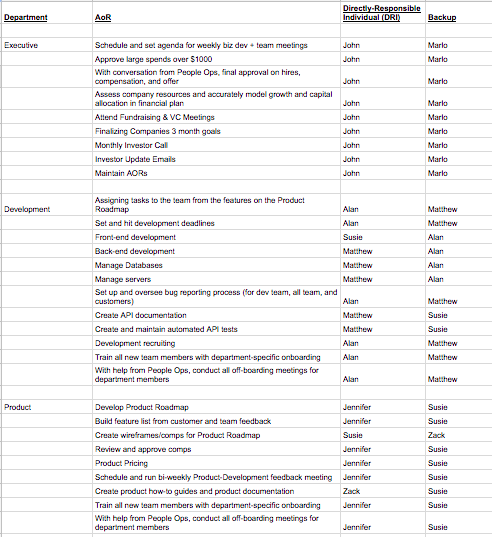 Department AoR Directly-Responsible Individual (DRI) Backup
Executive Schedule and set agenda for weekly biz dev + team meetings John Marlo
Approve large spends over $1000 John Marlo
With conversation from People Ops, final approval on hires,
compensation, and offer John Marlo
Assess company resources and accurately model growth and capital
allocation in financial plan John Marlo
Attend Fundraising & VC Meetings John Marlo
Finalizing Companies 3 month goals John Marlo
Monthly Investor Call John Marlo
Investor Update Emails John Marlo
Maintain AORs John Marlo
Assigning tasks to the team from the features on the Product
Development Roadmap Alan Matthew
Set and hit development deadlines Alan Matthew
Front-end development Susie Alan
Back-end development Matthew Alan
Manage Databases Matthew Alan
Manage servers Matthew Alan
Set up and oversee bug reporting process (for dev team, all team, and
customers) Alan Matthew
Create API documentation Matthew Susie
Create and maintain automated API tests Matthew Susie
Development recruiting Alan Matthew
Train all new team members with department-specific onboarding Alan Matthew
With help from People Ops, conduct all off-boarding meetings for
department members Alan Matthew
Product Develop Product Roadmap Jennifer Susie
Build feature list from customer and team feedback Jennifer Susie
Create wireframes/comps for Product Roadmap Susie Zack
Review and approve comps Jennifer Susie
Product Pricing Jennifer Susie
Schedule and run bi-weekly Product-Development feedback meeting Jennifer Susie
Create product how-to guides and product documentation Zack Susie
Train all new team members with department-specific onboarding Jennifer Susie
With help from People Ops, conduct all off-boarding meetings for
department members Jennifer Susie